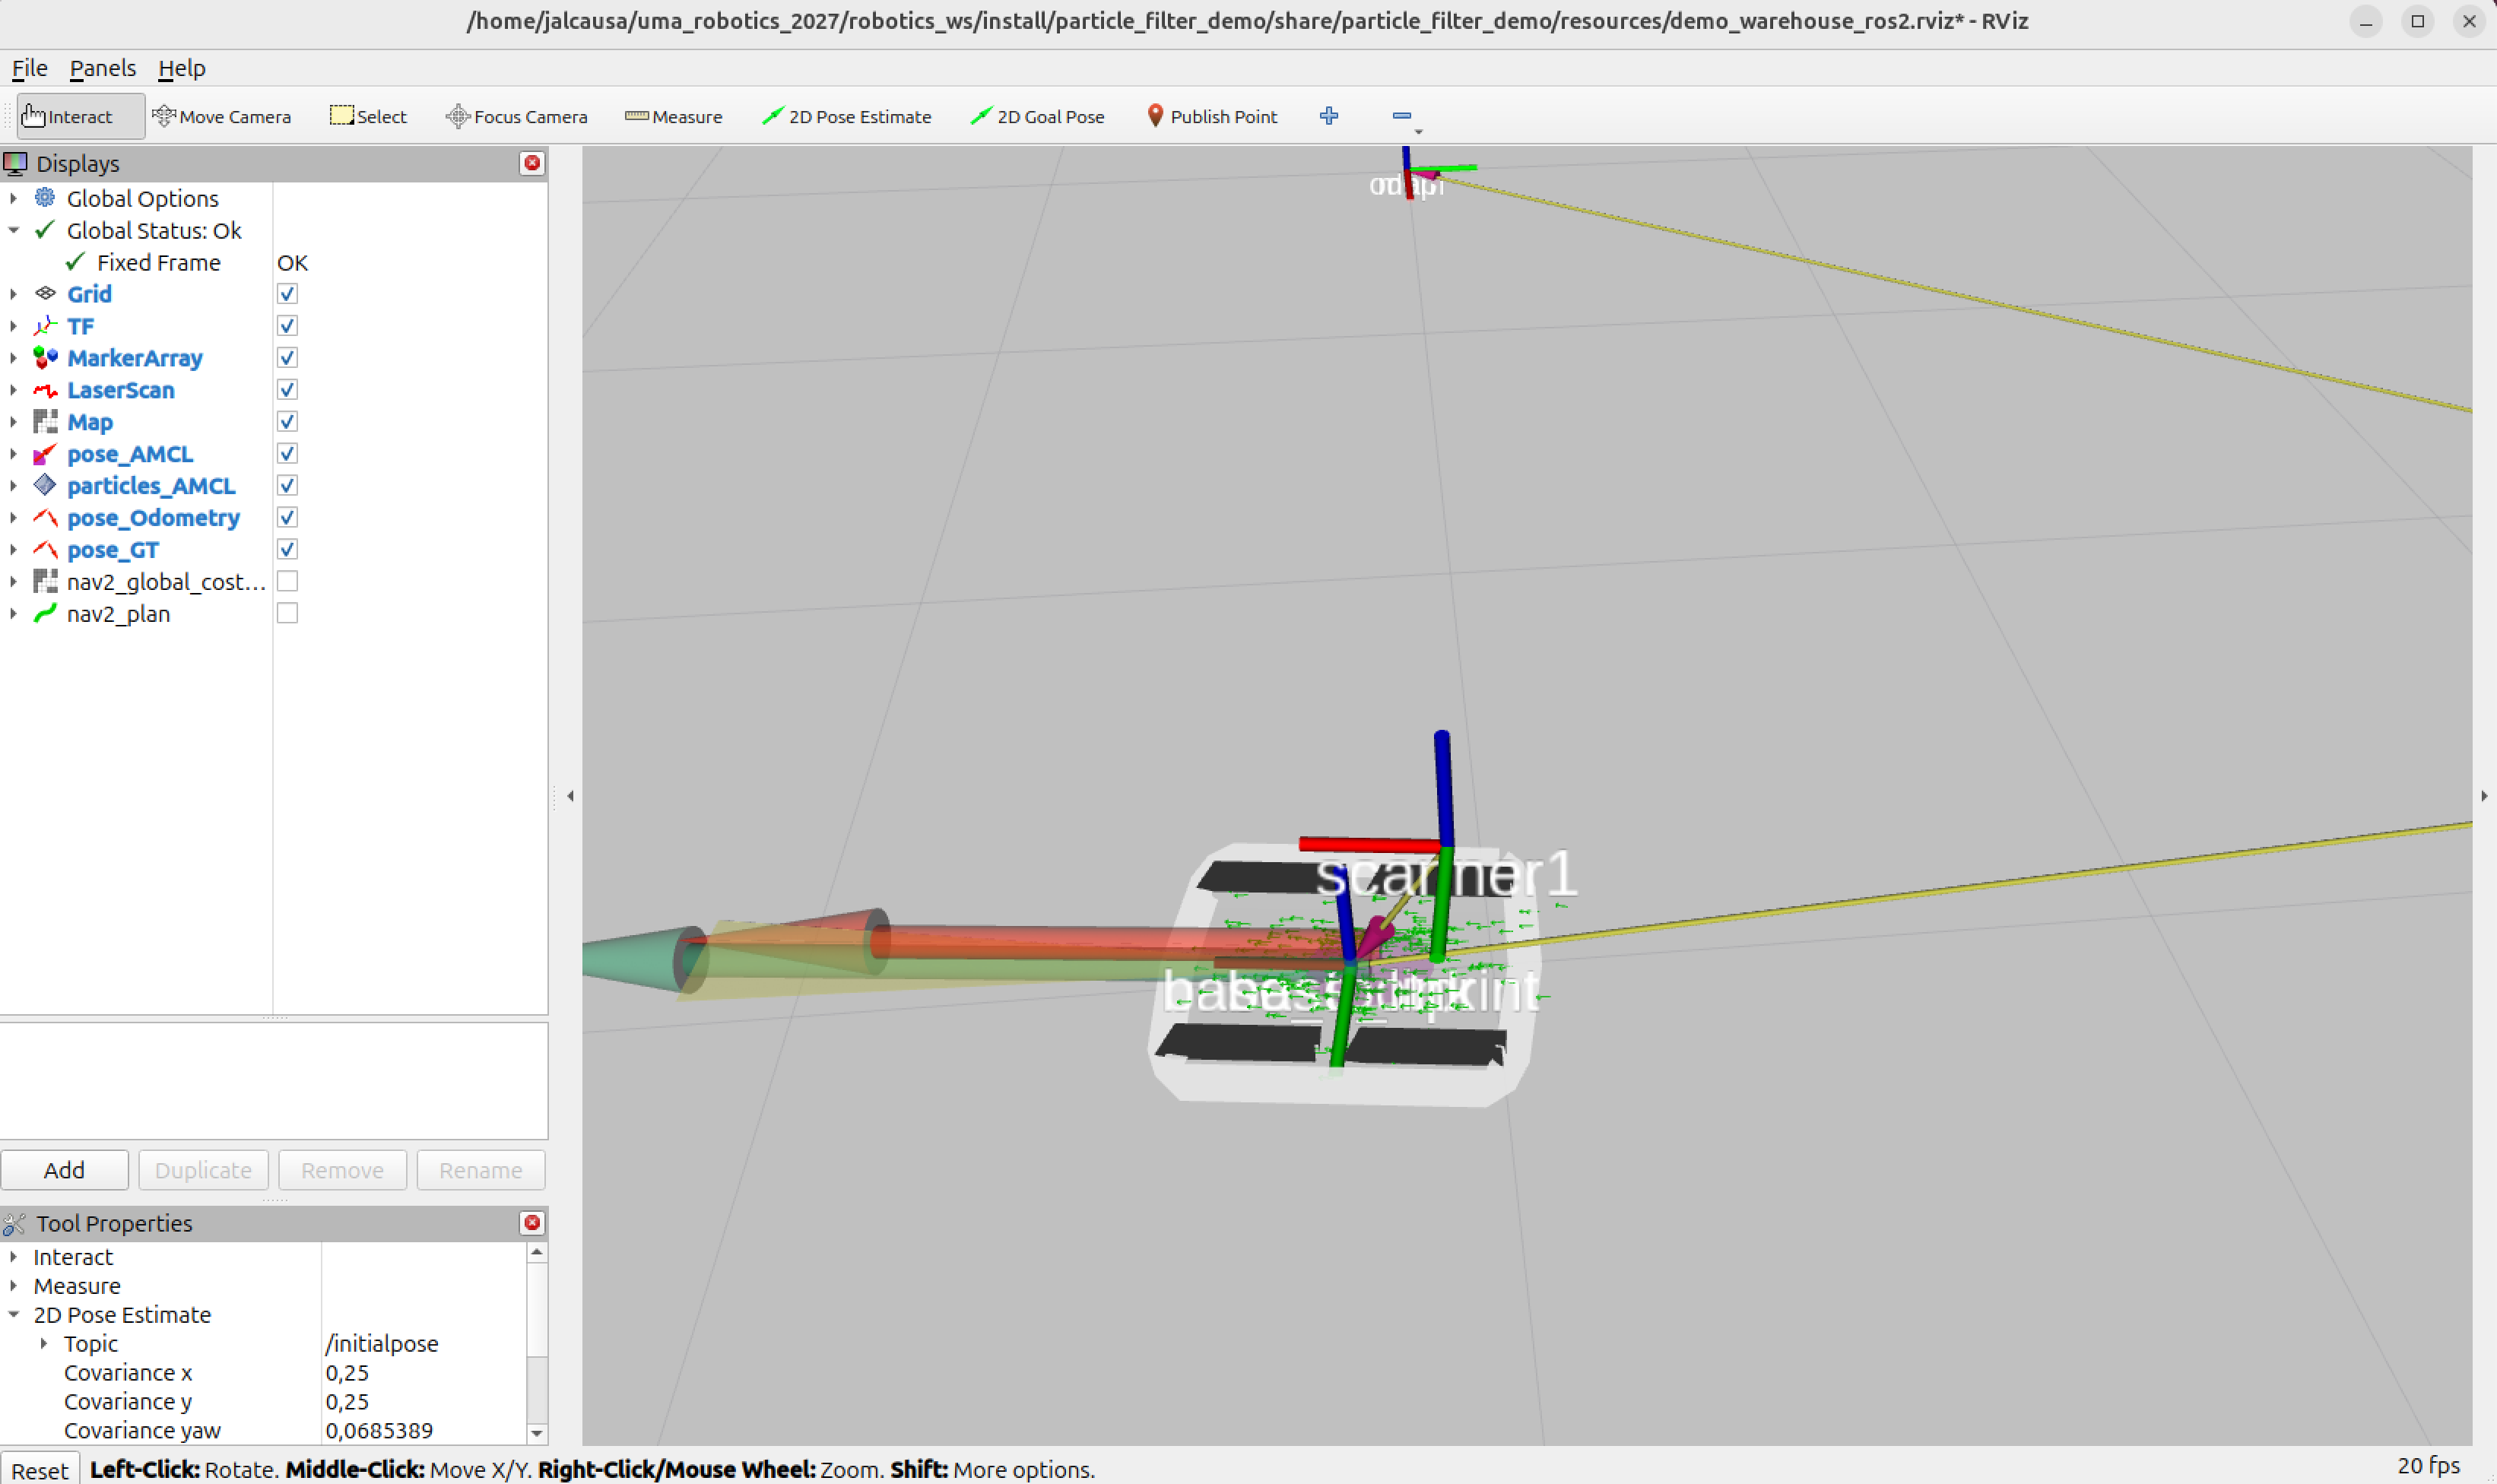 /home/jalcausa/uma_robotics_2027/robotics_ws/install/particle_filter_demo/share/particle_filter_demo/resources/demo_warehouse_ros2.rviz* - RViz
File Panels Help
Interact Move Camera Select Focus Camera Measure 2D Pose Estimate 2D Goal Pose Publish Point
Displays
Global Options
Global Status: Ok
Fixed Frame OK
Grid
TF
MarkerArray
LaserScan
Map
pose_AMCL
particles_AMCL
pose_Odometry
pose_GT
nav2_global_cost...
nav2_plan
scanner1
Add Duplicate Remove Rename
Tool Properties
Interact
Measure
2D Pose Estimate
Topic /initialpose
Covariance x 0,25
Covariance y 0,25
Covariance yaw 0,0685389
Reset Left-Click: Rotate. Middle-Click: Move X/Y. Right-Click/Mouse Wheel: Zoom. Shift: More options. 20 fps